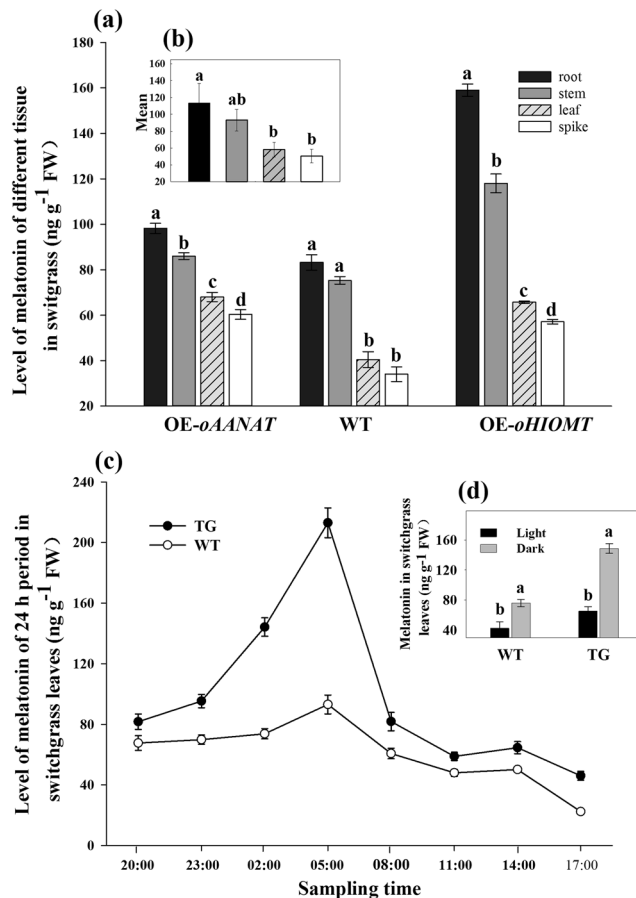 (a)
(b)
Level of melatonin of different tissue
in switgrass (ng g-1 FW)
180
160
140
120
100
80
60
40
20
Mean
160
140
120
100
80
60
40
20
a
ab
b
b
root
stem
leaf
spike
a
b
c
d
a
a
b
b
a
b
c
d
OE-oAANAT
WT
OE-oHIOMT
(c)
Level of melatonin of 24 h period in
switchgrass leaves (ng g-1 FW)
240
200
160
120
80
40
0
TG
WT
(d)
Melatonin in switchgrass
leaves (ng g-1 FW)
160
80
40
Light
Dark
b
a
b
a
WT
TG
20:00
23:00
02:00
05:00
08:00
11:00
14:00
17:00
Sampling time